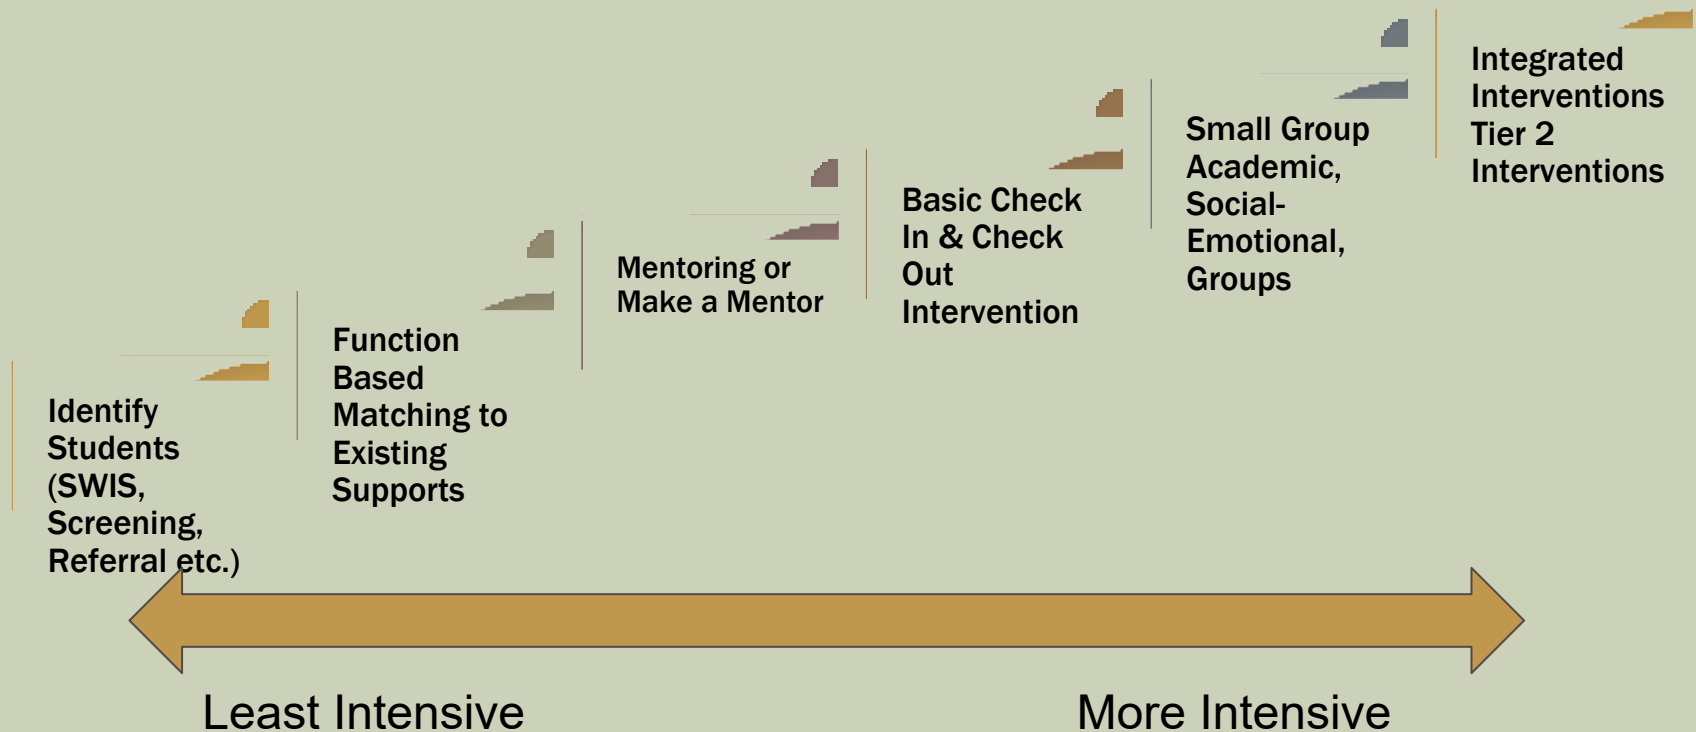 Identify
Students
(SWIS,
Screening,
Referral etc.)
Function
Based
Matching to
Existing
Supports
Mentoring or
Make a Mentor
Basic Check
In & Check
Out
Intervention
Small Group
Academic,
Social-
Emotional,
Groups
Integrated
Interventions
Tier 2
Interventions
Least Intensive
More Intensive